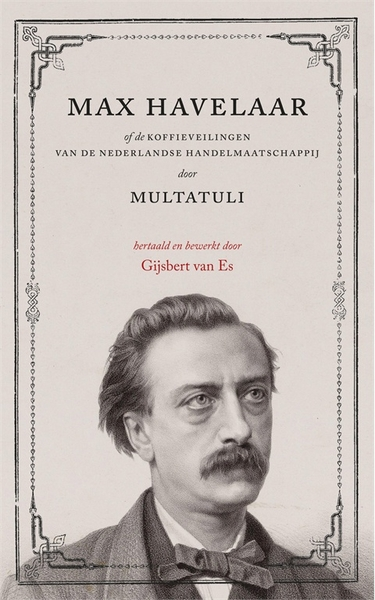 MAX HAVELAAR
of de KOFFIEVEILINGEN
VAN DE NEDERLANDSE HANDELMAATSCHAPPIJ
door
MULTATULI
hertaald en bewerkt door
Gijsbert van Es